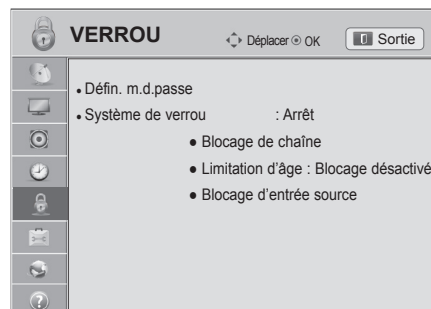 VERROU
Déplacer OK
Sortie
• Défin. m.d.passe
• Système de verrou : Arrêt
● Blocage de chaîne
● Limitation d'âge : Blocage désactivé
● Blocage d'entrée source